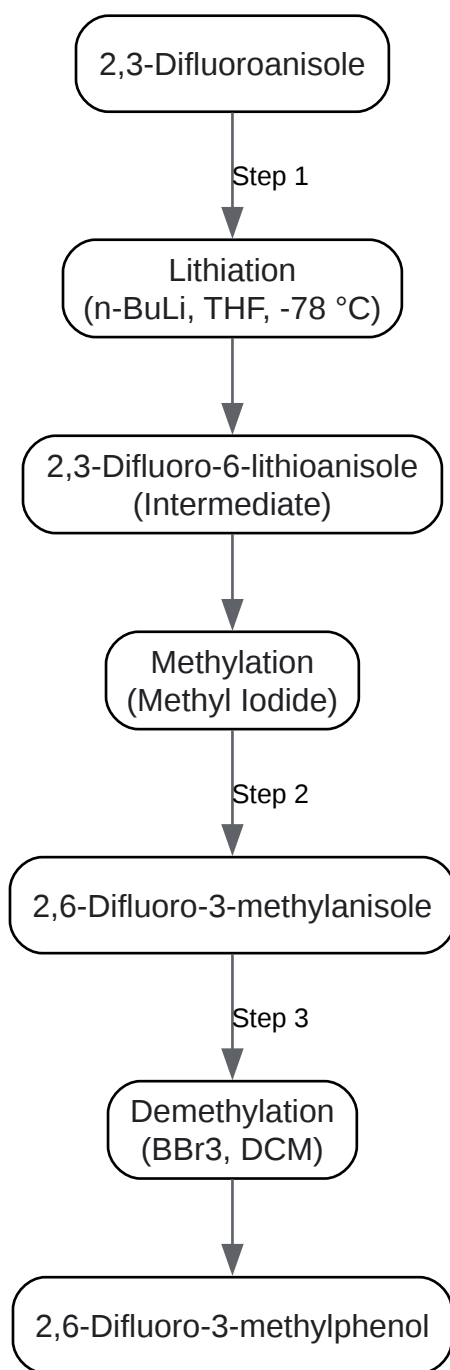 2,3-Difluoroanisole
Step 1
Lithiation
(n-BuLi, THF, -78 °C)
2,3-Difluoro-6-lithioanisole
(Intermediate)
Methylation
(Methyl Iodide)
Step 2
2,6-Difluoro-3-methylanisole
Step 3
Demethylation
(BBr3, DCM)
2,6-Difluoro-3-methylphenol